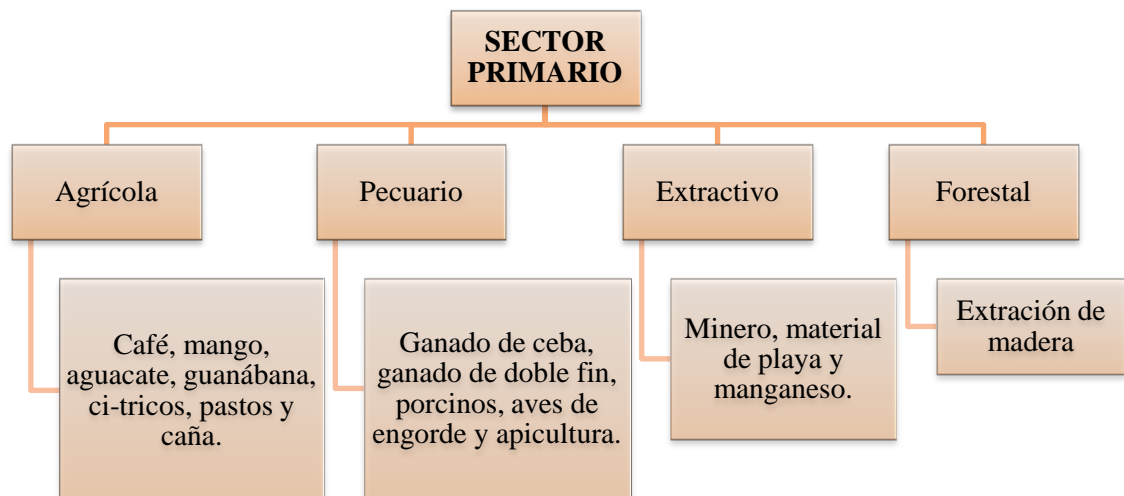 SECTOR
PRIMARIO
Agrícola
Pecuario
Extractivo
Forestal
Café, mango,
aguacate, guanábana,
ci-tricos, pastos y
caña.
Ganado de ceba,
ganado de doble fin,
porcinos, aves de
engorde y apicultura.
Minero, material
de playa y
manganeso.
Extración de
madera